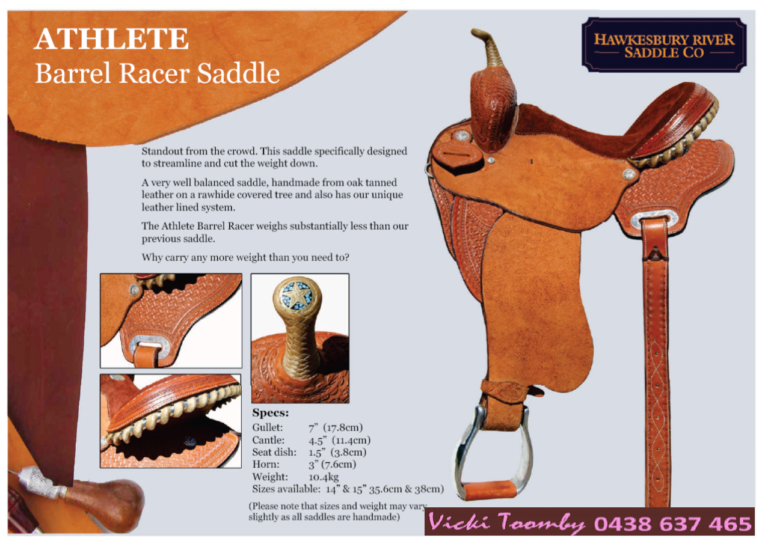 ATHLETE
Barrel Racer Saddle
HAWKESBURY RIVER
SADDLE CO
Standout from the crowd. This saddle specifically designed
to streamline and cut the weight down.
A very well balanced saddle, handmade from oak tanned
leather on a rawhide covered tree and also has our unique
leather lined system.
The Athlete Barrel Racer weighs substantially less than our
previous saddle.
Why carry any more weight than you need to?
Specs:
Gullet: 7" (17.8cm)
Cantle: 4.5" (11.4cm)
Seat dish: 1.5" (3.8cm)
Horn: 3" (7.6cm)
Weight: 10.4kg
Sizes available: 14" & 15" 35.6cm & 38cm)
(Please note that sizes and weight may vary
slightly as all saddles are handmade)
Vicki Toomby 0438 637 465